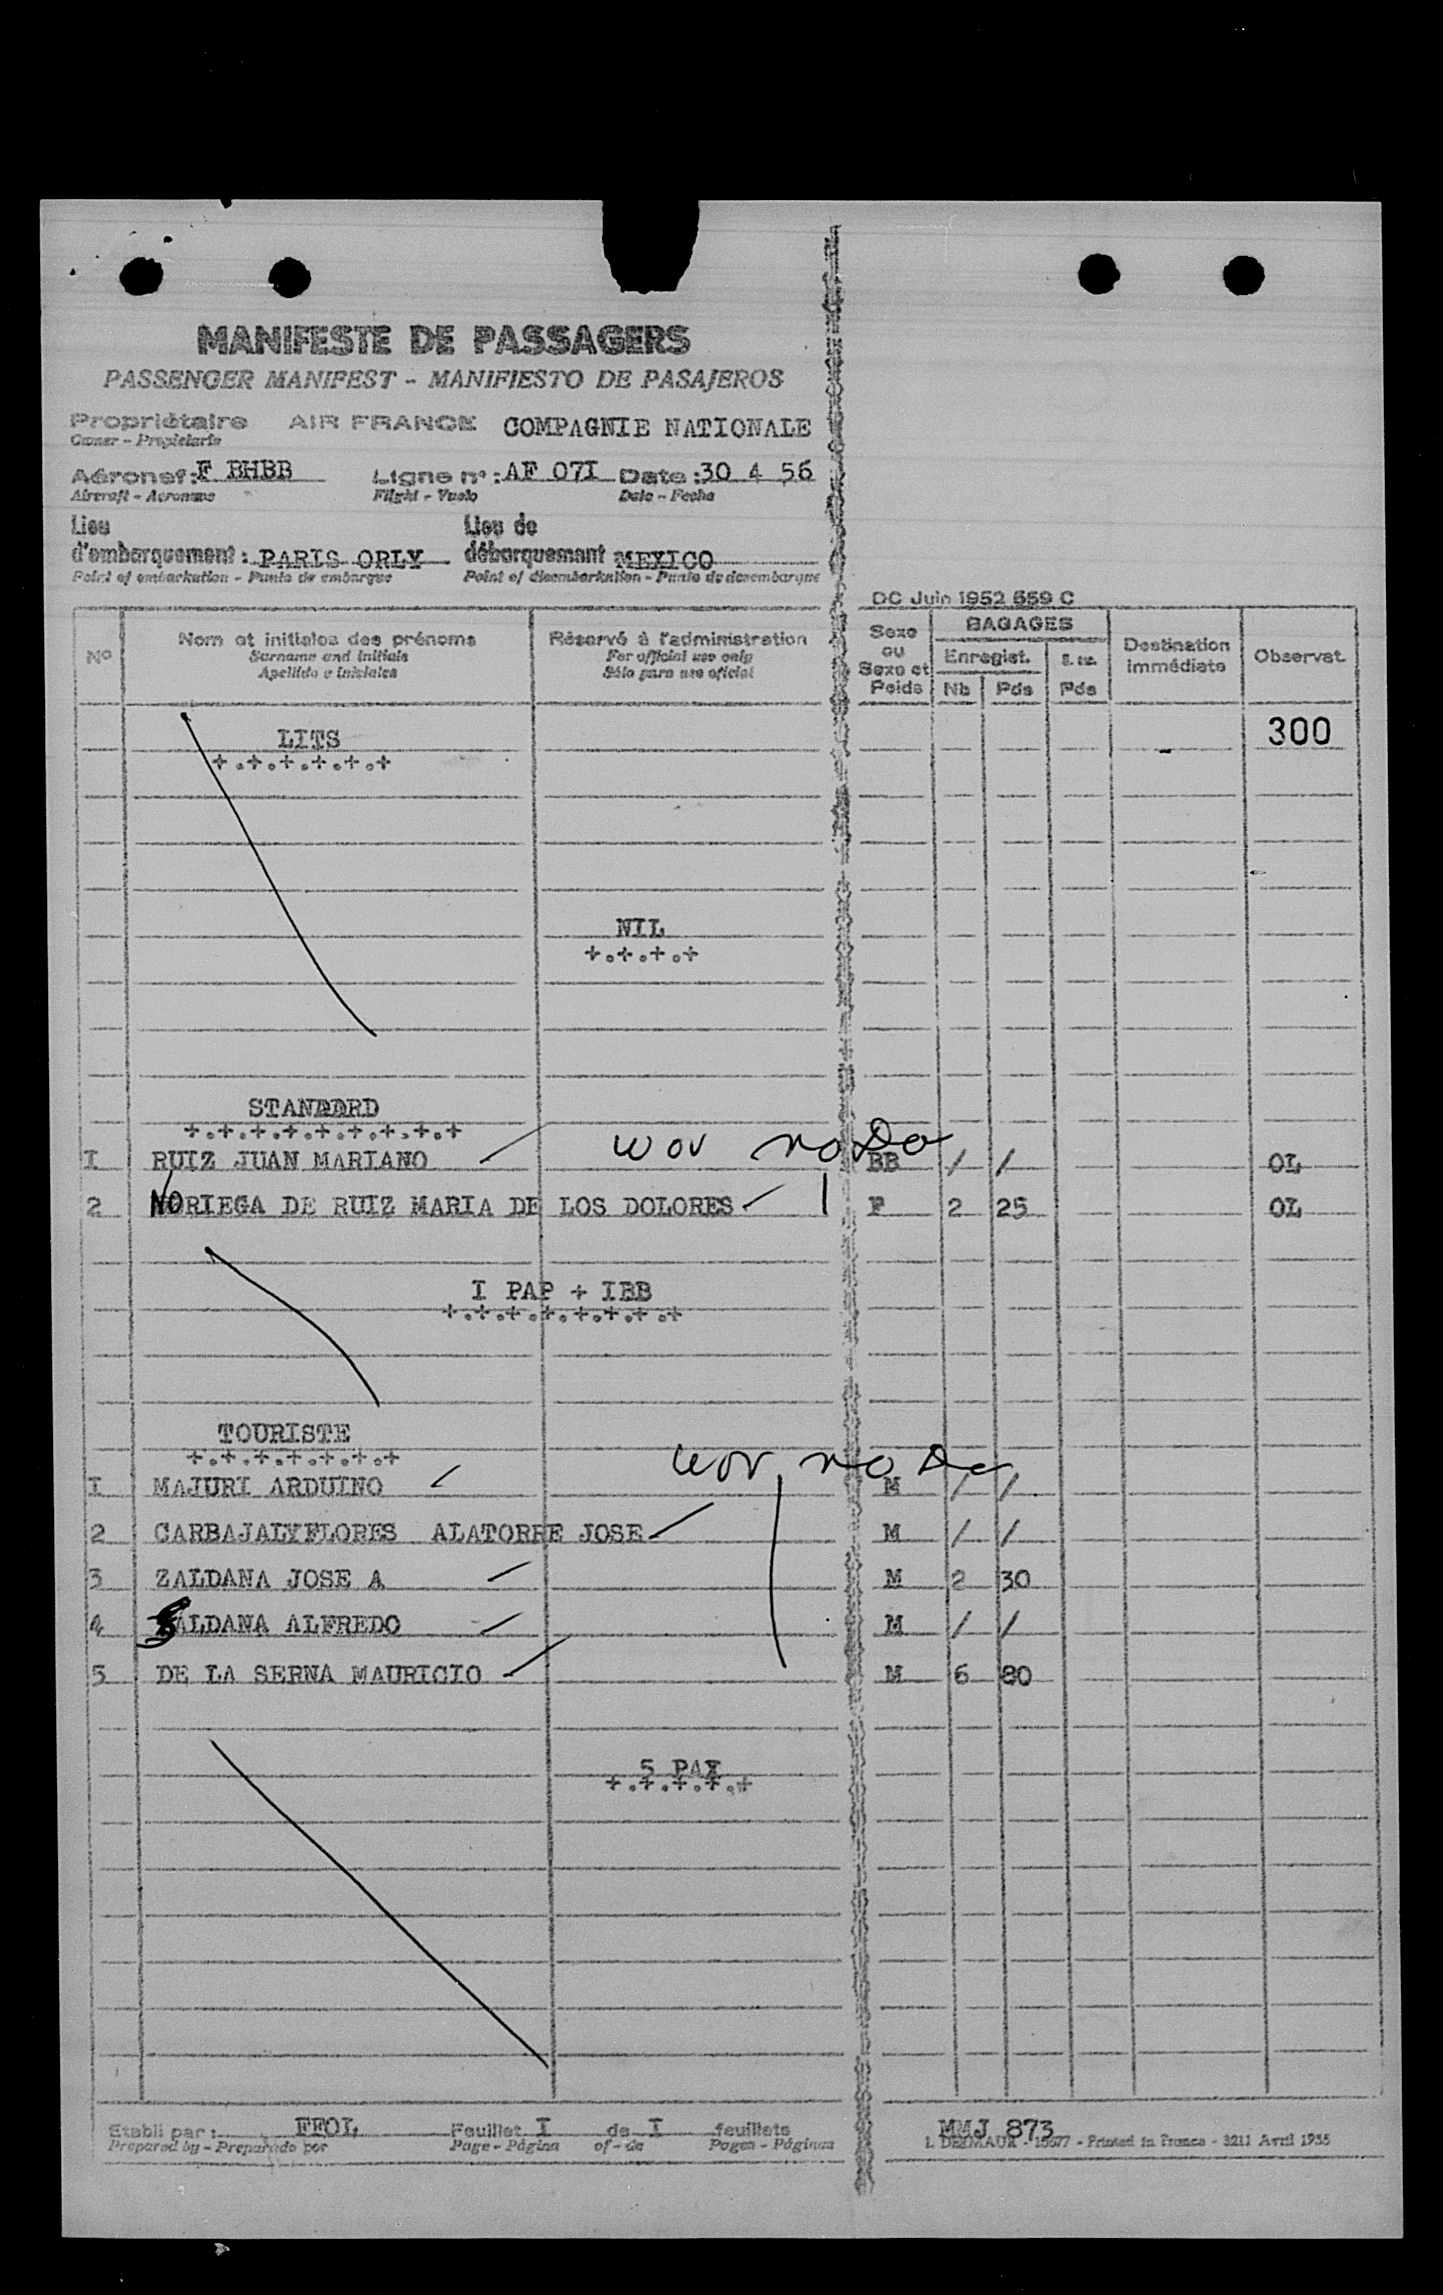 MANIFESTE DE PASSAGERS
PASSENGER MANIFEST - MANIFIESTO DE PASAJEROS
Propriétaire AIR FRANCE COMPAGNIE NATIONALE
Owner - Propietario
Aéronef: F BHBB Ligne n°: AF 07I Date: 30 4 56
Aircraft - Aeronave Flight - Vuelo Date - Fecha
Lieu d'embarquement: PARIS ORLY Lieu de débarquement MEXICO
Point of embarkation - Punto de embarque Point of disembarkation - Punto de desembarque
DC Juin 1952 659 C
No Nom et initiales des prénoms Réservé à l'administration Sexe ou Sexe et Poids BAGAGES Destination immédiate Observat.
Surname and initials For official use only Enregist.
Apellido e iniciales Sólo para uso oficial Nb Pds Pds
300
LITS
+.+.+.+.+.+
NIL
+.+.+.+
STANDARD
+.+.+.+.+.+.+.+.+
I RUIZ JUAN MARIANO BB / / OL
2 NORIEGA DE RUIZ MARIA DE LOS DOLORES F 2 25 OL
I PAP + IBB
+.+.+.+.+.+.+.+
TOURISTE
+.+.+.+.+.+.+
I MAJURI ARDUINO M / /
2 CARBAJALYFLORES ALATORRE JOSE M / /
3 ZALDANA JOSE A M 2 30
4 SALDANA ALFREDO M / /
5 DE LA SERNA MAURICIO M 6 80
5 PAX
+.+.+.+.+
Etabli par: FFOL Feuillet I de I feuillets MMJ 873
Prepared by - Preparado por Page - Página of - de Pages - Páginas - Printed in France - 3211 Avril 1955